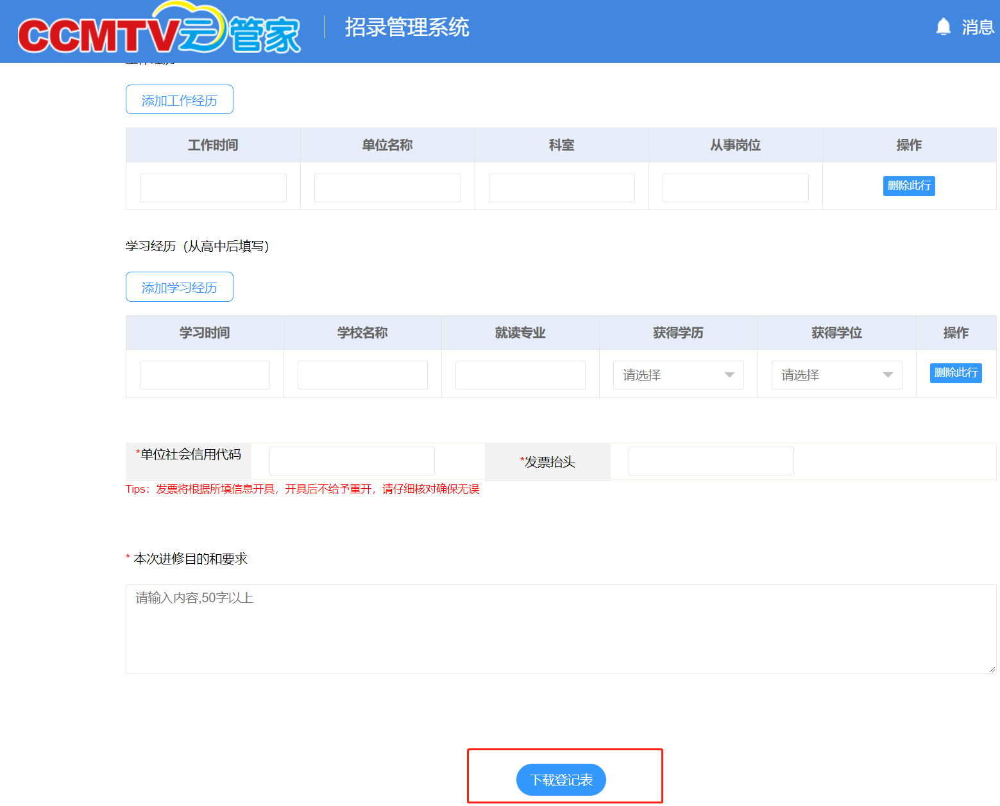 CCMTV云管家 招录管理系统 消息
添加工作经历
工作时间 单位名称 科室 从事岗位 操作
删除此行
学习经历（从高中后填写）
添加学习经历
学习时间 学校名称 就读专业 获得学历 获得学位 操作
请选择 请选择 删除此行
*单位社会信用代码 *发票抬头
Tips：发票将根据所填信息开具，开具后不给予重开，请仔细核对确保无误
* 本次进修目的和要求
请输入内容,50字以上
下载登记表